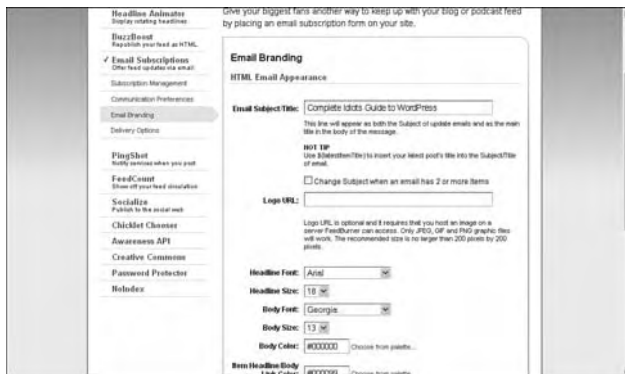 Give your biggest fans another way to keep up with your blog or podcast feed
by placing an email subscription form on your site.
Headline Animator
Display rotating headlines
BuzzBoost
Republish your feed as HTML
✓ Email Subscriptions
Offer feed updates via email
Subscription Management
Communication Preferences
Email Branding
Delivery Options
PingShot
Notify services when you post
FeedCount
Show off your feed circulation
Socialize
Publish to the social web
Chicklet Chooser
Awareness API
Creative Commons
Password Protector
NoIndex
Email Branding
HTML Email Appearance
Email Subject/Title: Complete Idiots Guide to WordPress
This line will appear as both the Subject of update emails and as the main
title in the body of the message.
HOT TIP
Use ${latestItemTitle} to insert your latest post's title into the Subject/Title
of email.
Change Subject when an email has 2 or more items
Logo URL:
Logo URL is optional and it requires that you host an image on a
server FeedBurner can access. Only JPEG, GIF and PNG graphic files
will work. The recommended size is no larger than 200 pixels by 200
pixels.
Headline Font: Arial
Headline Size: 18
Body Font: Georgia
Body Size: 13
Body Color: #000000 Choose from palette...
Item Headline/Body
Link Color: #000099 Choose from palette...